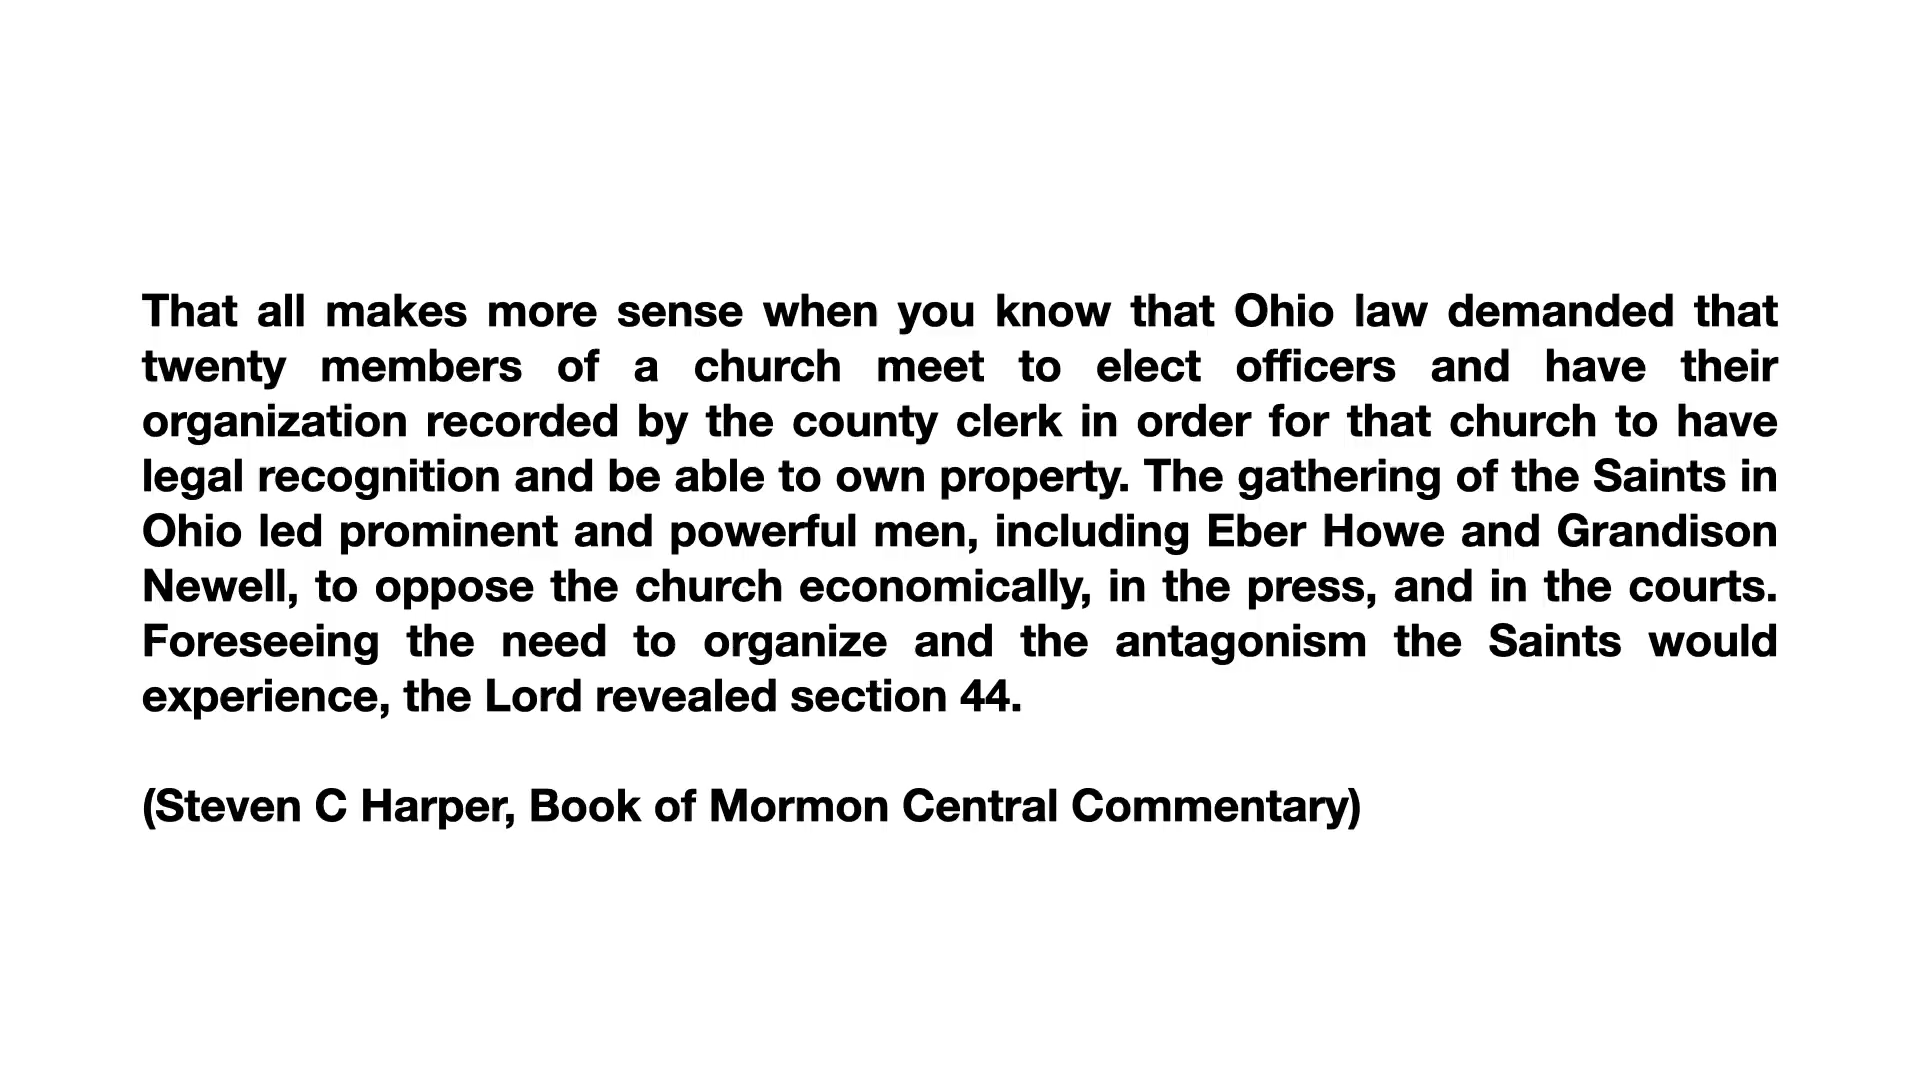 That all makes more sense when you know that Ohio law demanded that
twenty members of a church meet to elect officers and have their
organization recorded by the county clerk in order for that church to have
legal recognition and be able to own property. The gathering of the Saints in
Ohio led prominent and powerful men, including Eber Howe and Grandison
Newell, to oppose the church economically, in the press, and in the courts.
Foreseeing the need to organize and the antagonism the Saints would
experience, the Lord revealed section 44.
(Steven C Harper, Book of Mormon Central Commentary)